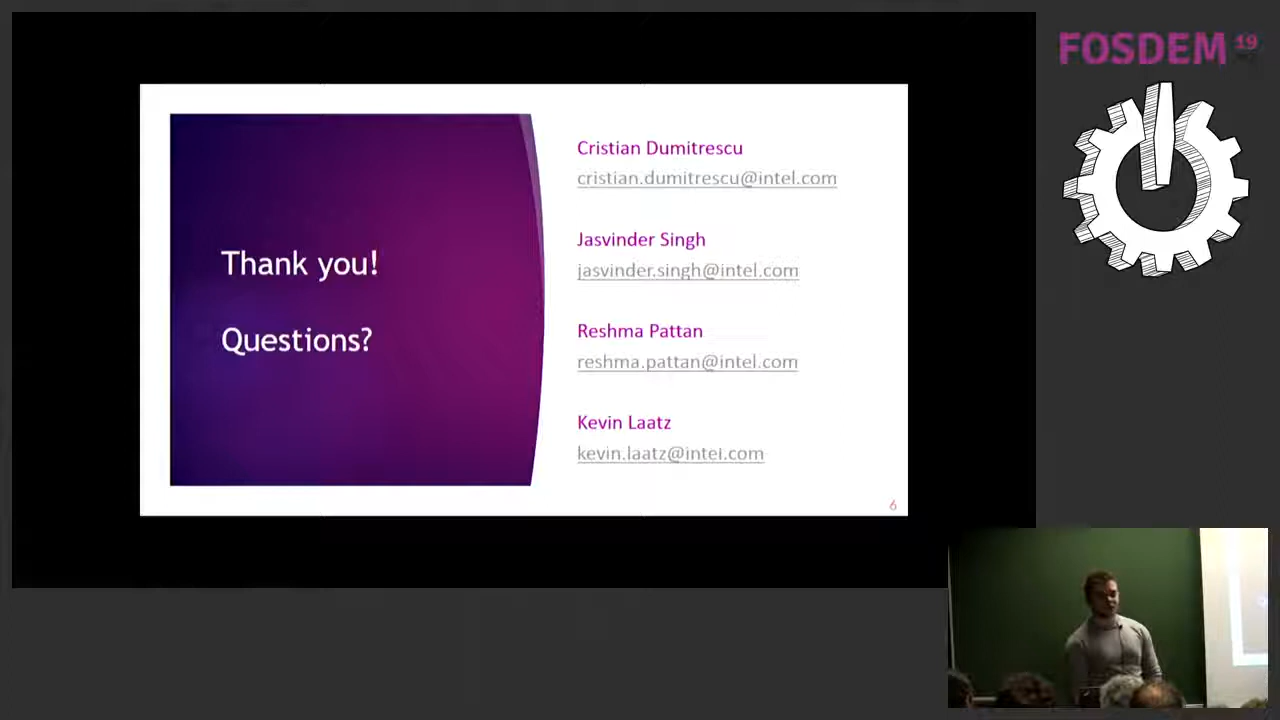 FOSDEM 19
Thank you!
Questions?
Cristian Dumitrescu
cristian.dumitrescu@intel.com
Jasvinder Singh
jasvinder.singh@intel.com
Reshma Pattan
reshma.pattan@intel.com
Kevin Laatz
kevin.laatz@intel.com
6